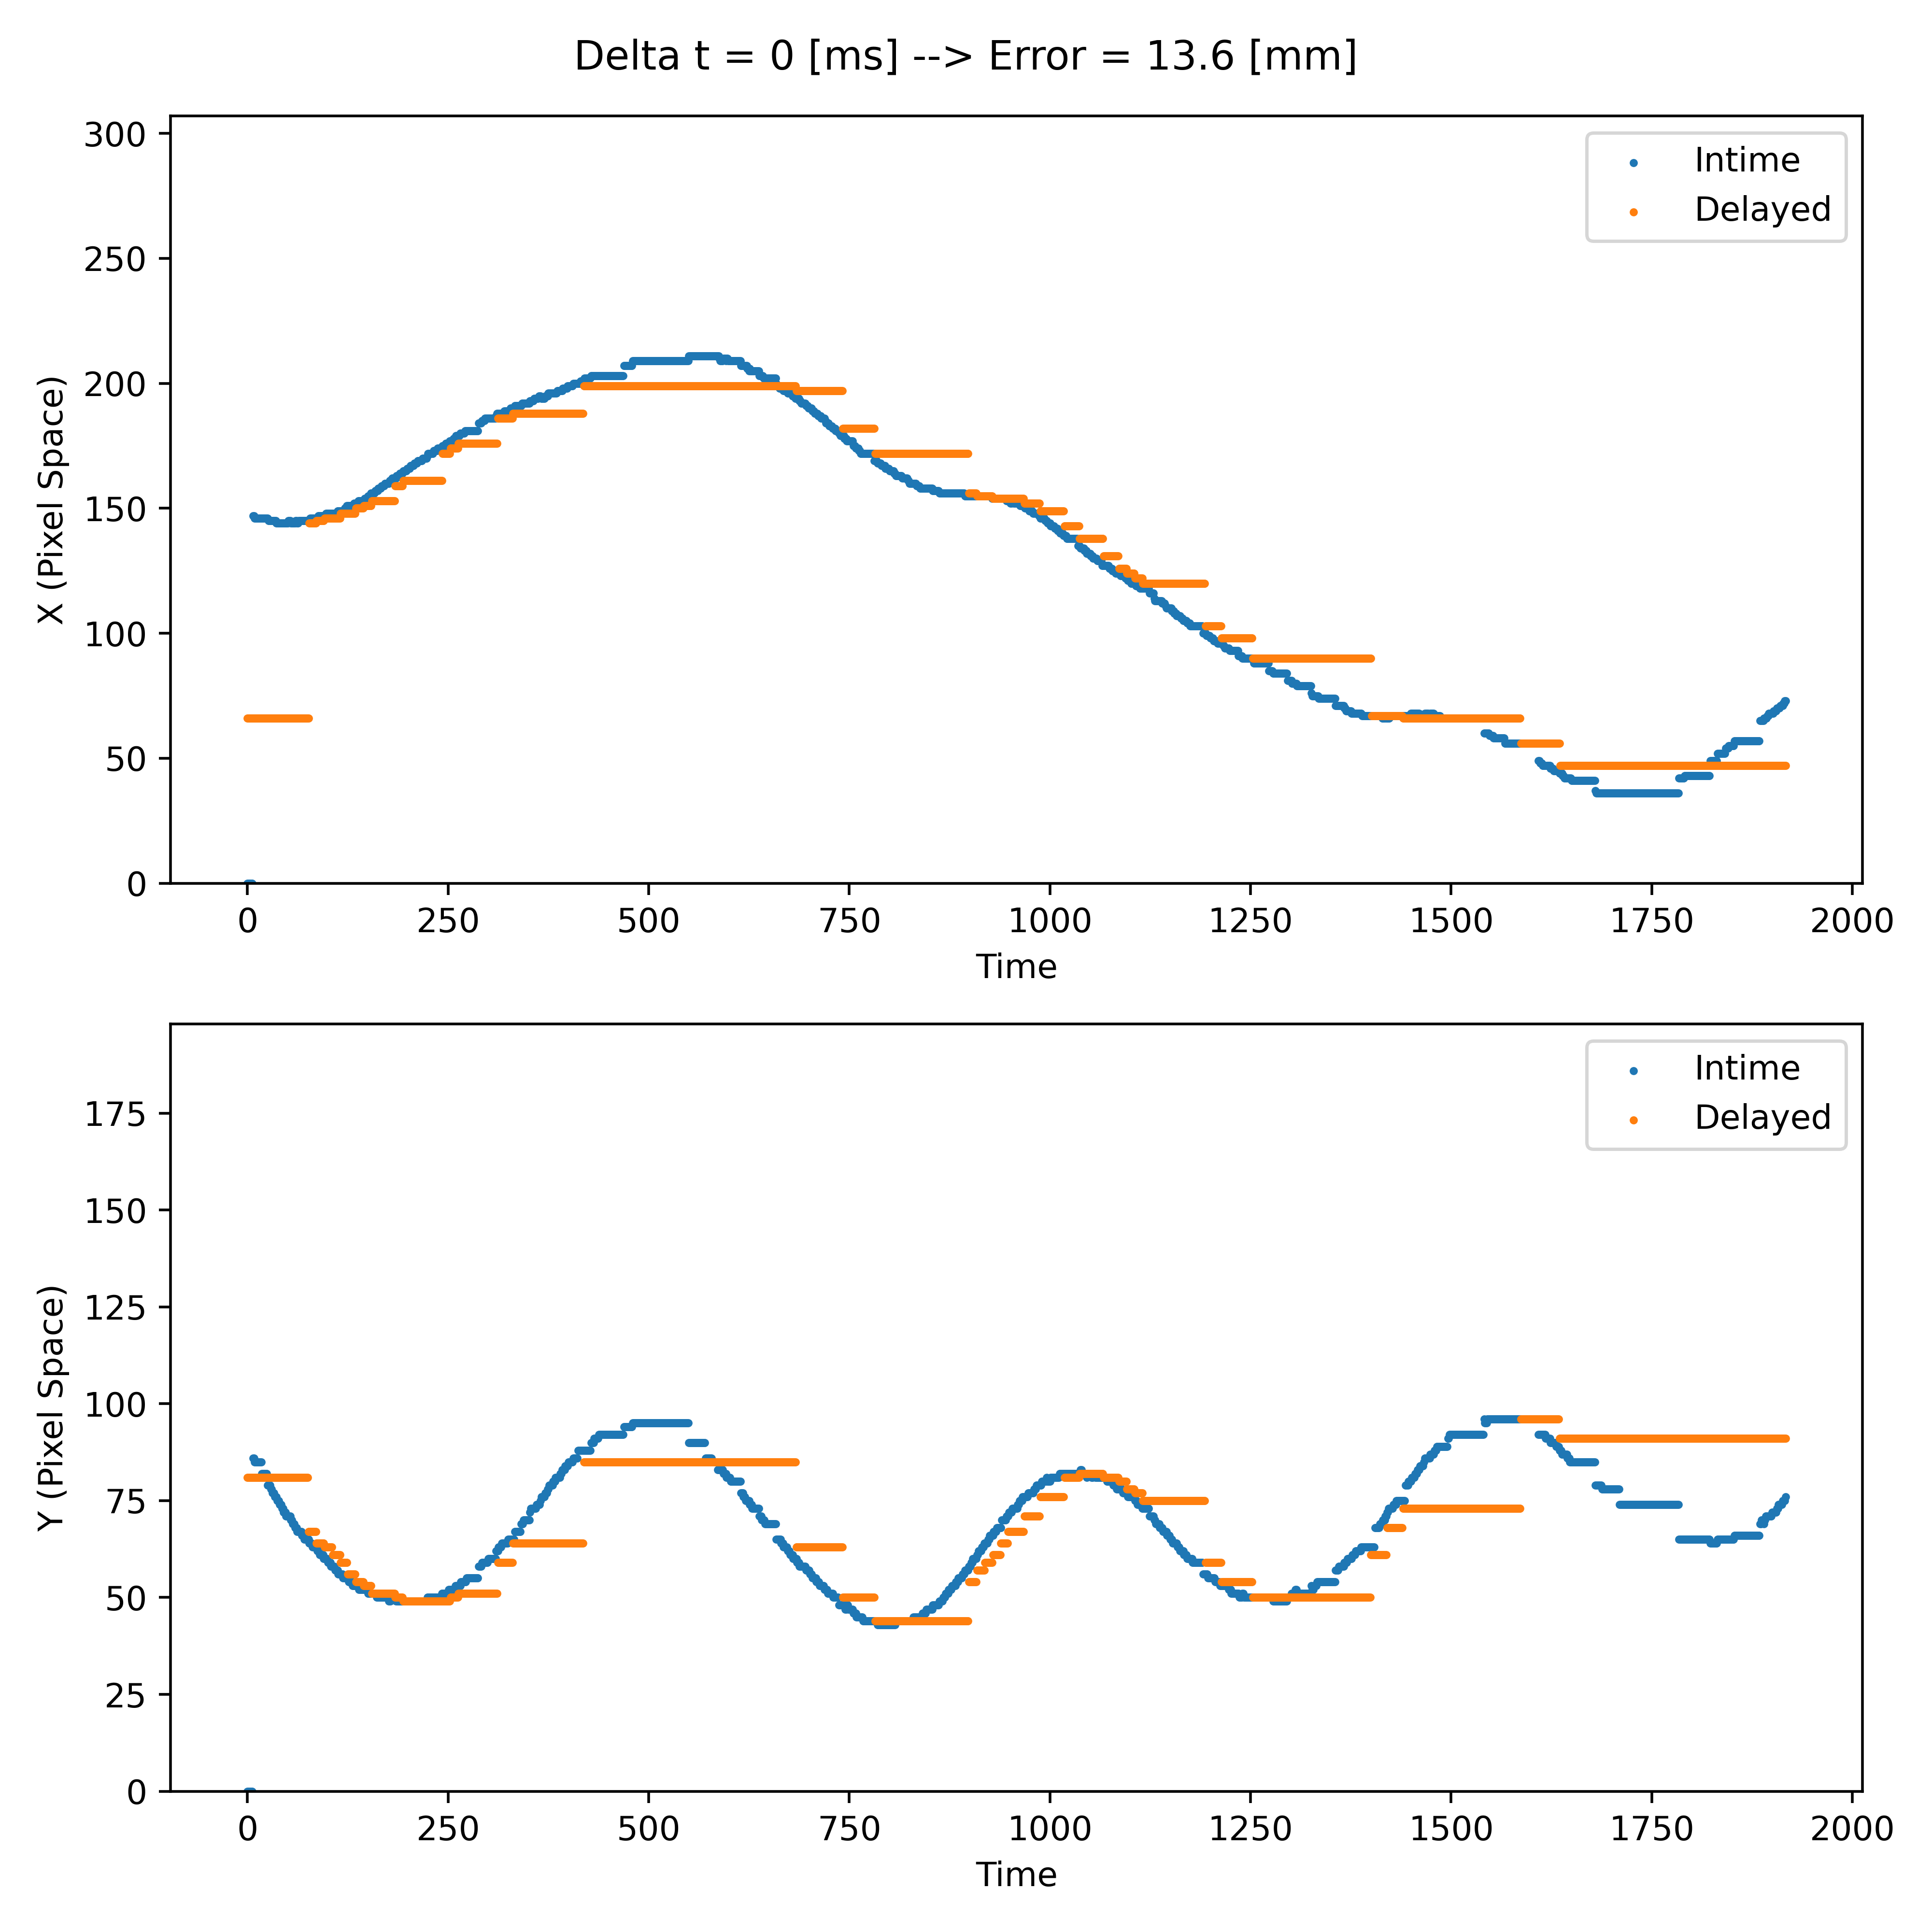 Delta t = 0 [ms] --> Error = 13.6 [mm]
300
250
200
150
100
50
0
X (Pixel Space)
Intime
Delayed
0 250 500 750 1000 1250 1500 1750 2000
Time
175
150
125
100
75
50
25
0
Y (Pixel Space)
Intime
Delayed
0 250 500 750 1000 1250 1500 1750 2000
Time